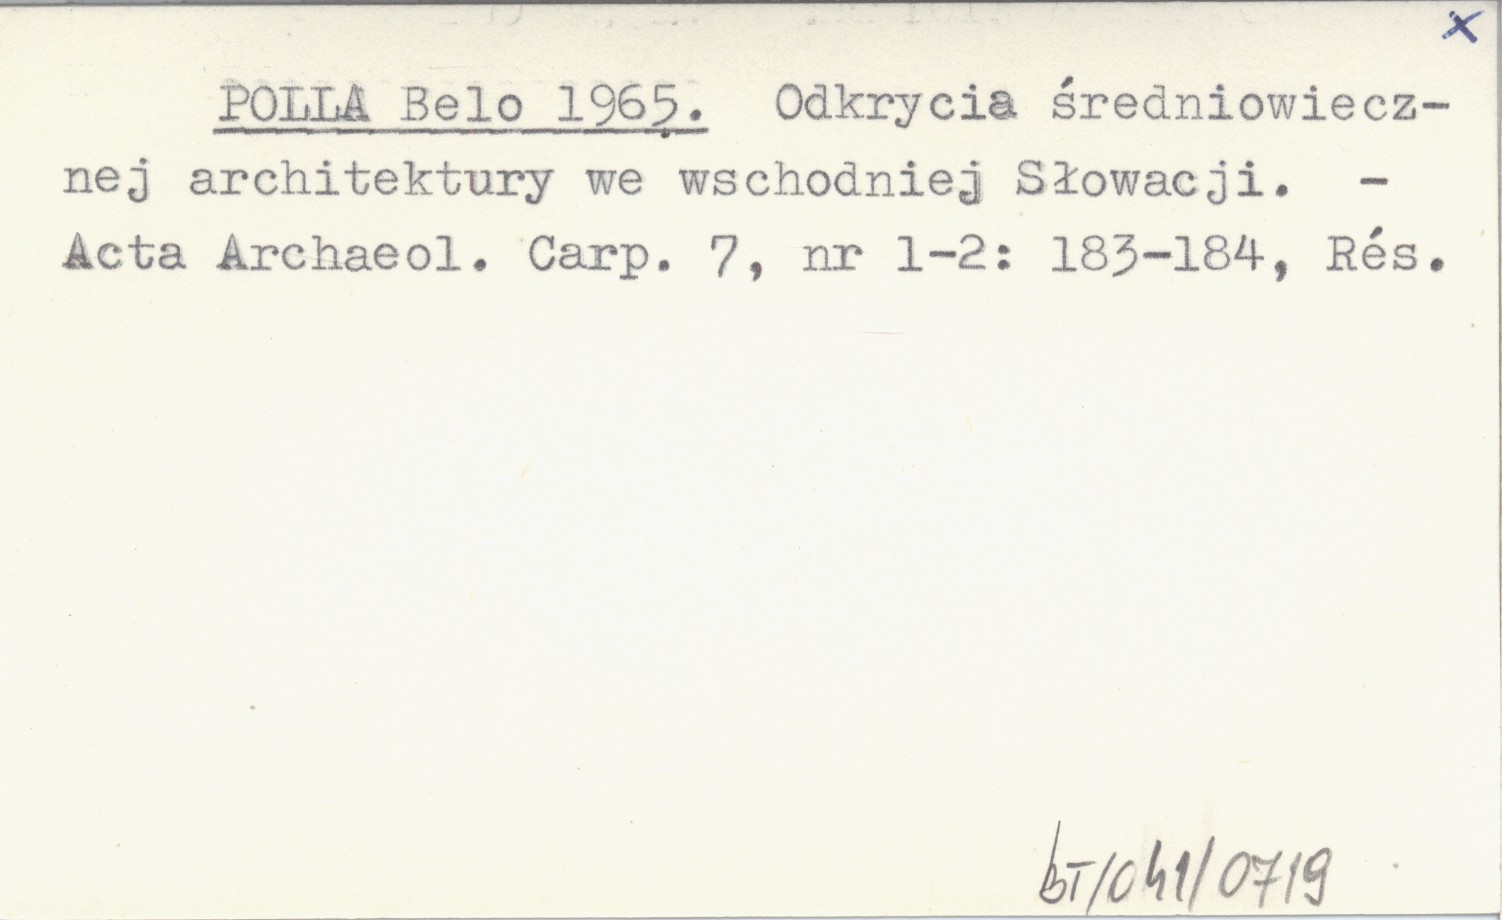 x
POLLA Belo 1965. Odkrycia średniowiecz-
nej architektury we wschodniej Słowacji. -
Acta Archaeol. Carp. 7, nr 1-2: 183-184, Rés.
BT/041/0719